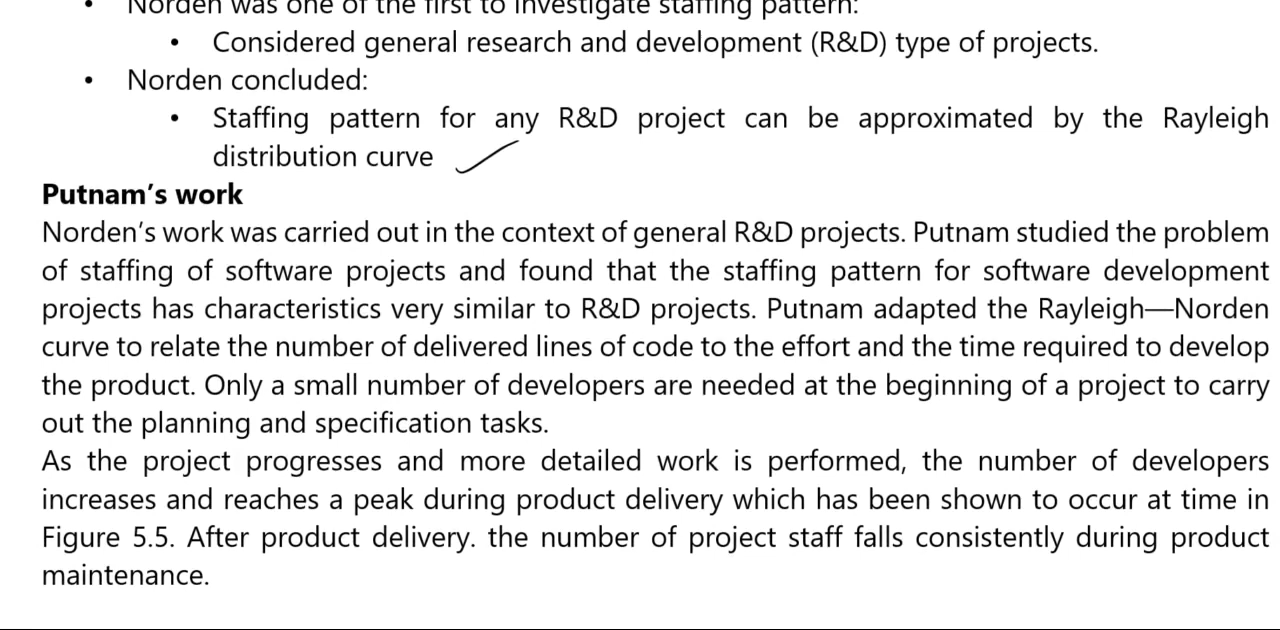 • Norden was one of the first to investigate staffing pattern:
• Considered general research and development (R&D) type of projects.
• Norden concluded:
• Staffing pattern for any R&D project can be approximated by the Rayleigh
distribution curve
Putnam’s work
Norden’s work was carried out in the context of general R&D projects. Putnam studied the problem
of staffing of software projects and found that the staffing pattern for software development
projects has characteristics very similar to R&D projects. Putnam adapted the Rayleigh—Norden
curve to relate the number of delivered lines of code to the effort and the time required to develop
the product. Only a small number of developers are needed at the beginning of a project to carry
out the planning and specification tasks.
As the project progresses and more detailed work is performed, the number of developers
increases and reaches a peak during product delivery which has been shown to occur at time in
Figure 5.5. After product delivery. the number of project staff falls consistently during product
maintenance.